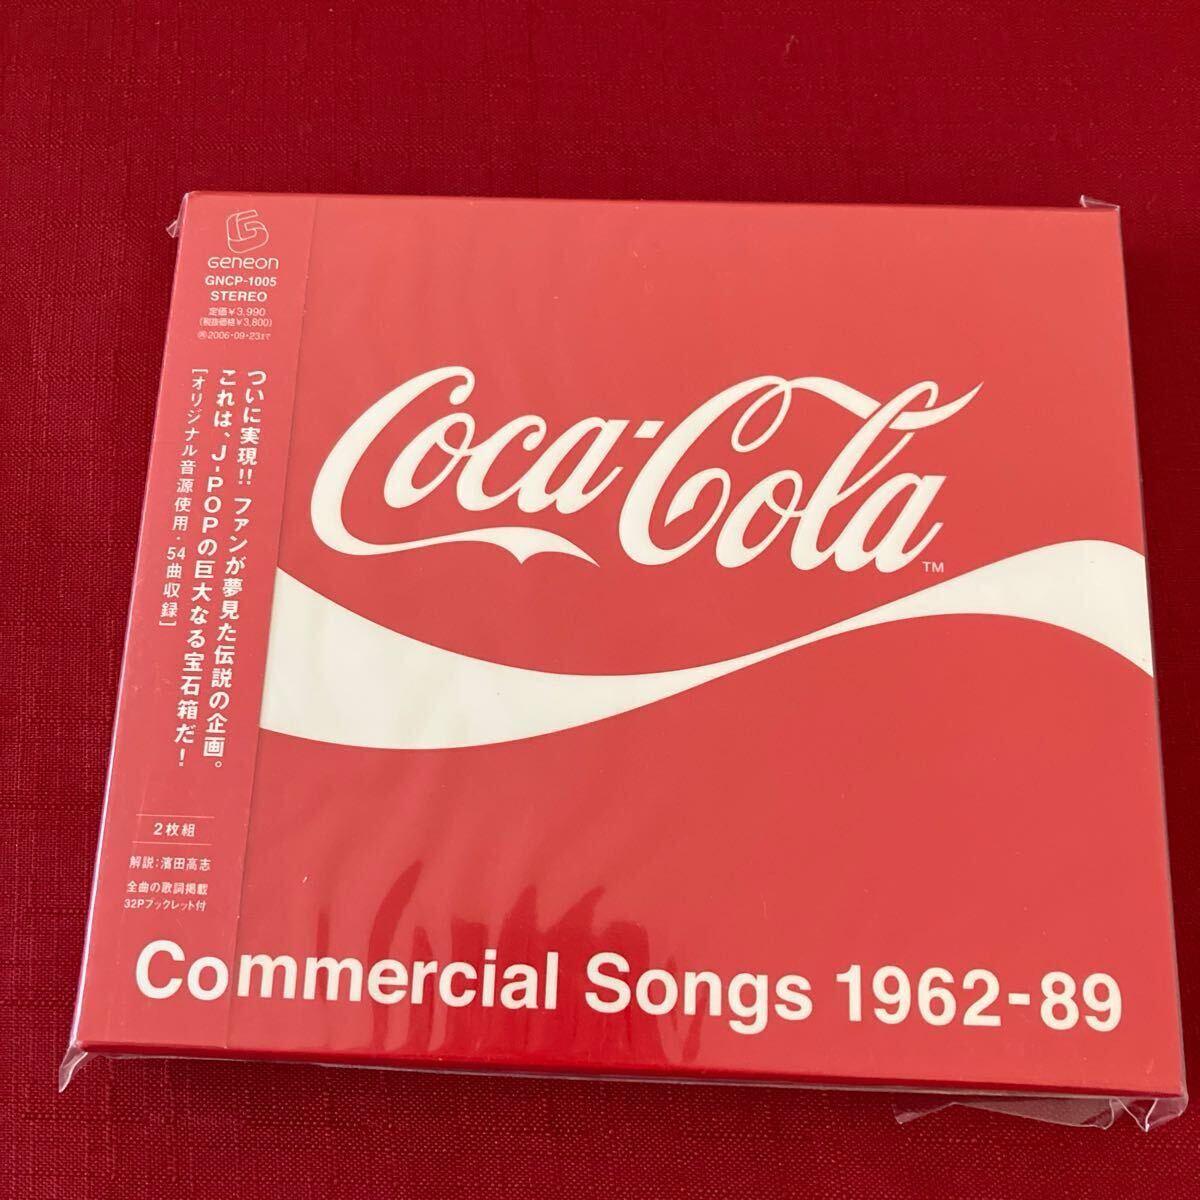 Geneon
GNCP-1005
STEREO
定価¥3,990
(税抜価格¥3,800)
Ⓗ2006・09・23まで
ついに実現!! ファンが夢見た伝説の企画。
これは、J-POPの巨大なる宝石箱だ!
[オリジナル音源使用・54曲収録]
2枚組
解説:濱田高志
全曲の歌詞掲載
32Pブックレット付
Coca-Cola
TM
Commercial Songs 1962-89